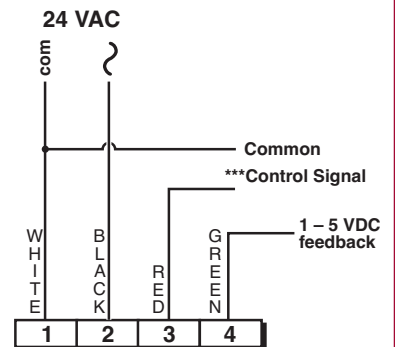 24 VAC
com
Common
***Control Signal
1 – 5 VDC
feedback
WHITE
BLACK
RED
GREEN
1 2 3 4